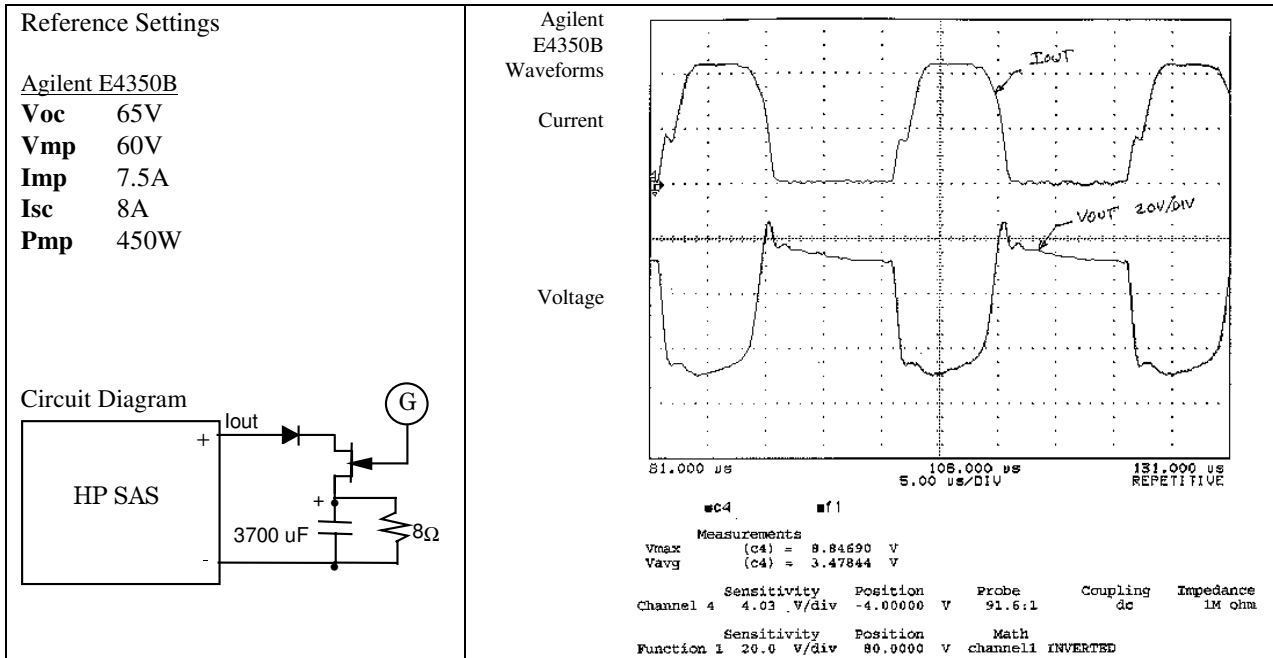 Reference Settings
Agilent E4350B
Voc 65V
Vmp 60V
Imp 7.5A
Isc 8A
Pmp 450W
Circuit Diagram
Iout
G
+
HP SAS
+
3700 uF
8Ω
-
Agilent
E4350B
Waveforms
Current
Voltage
IOUT
VOUT 20V/DIV
81.000 us 106.000 us 131.000 us
5.00 us/DIV REPETITIVE
c4 f1
Measurements
Vmax (c4) = 8.84690 V
Vavg (c4) = 3.47844 V
Sensitivity Position Probe Coupling Impedance
Channel 4 4.03 V/div -4.00000 V 91.6:1 dc 1M ohm
Sensitivity Position Math
Function 1 20.0 V/div 80.0000 V channel1 INVERTED